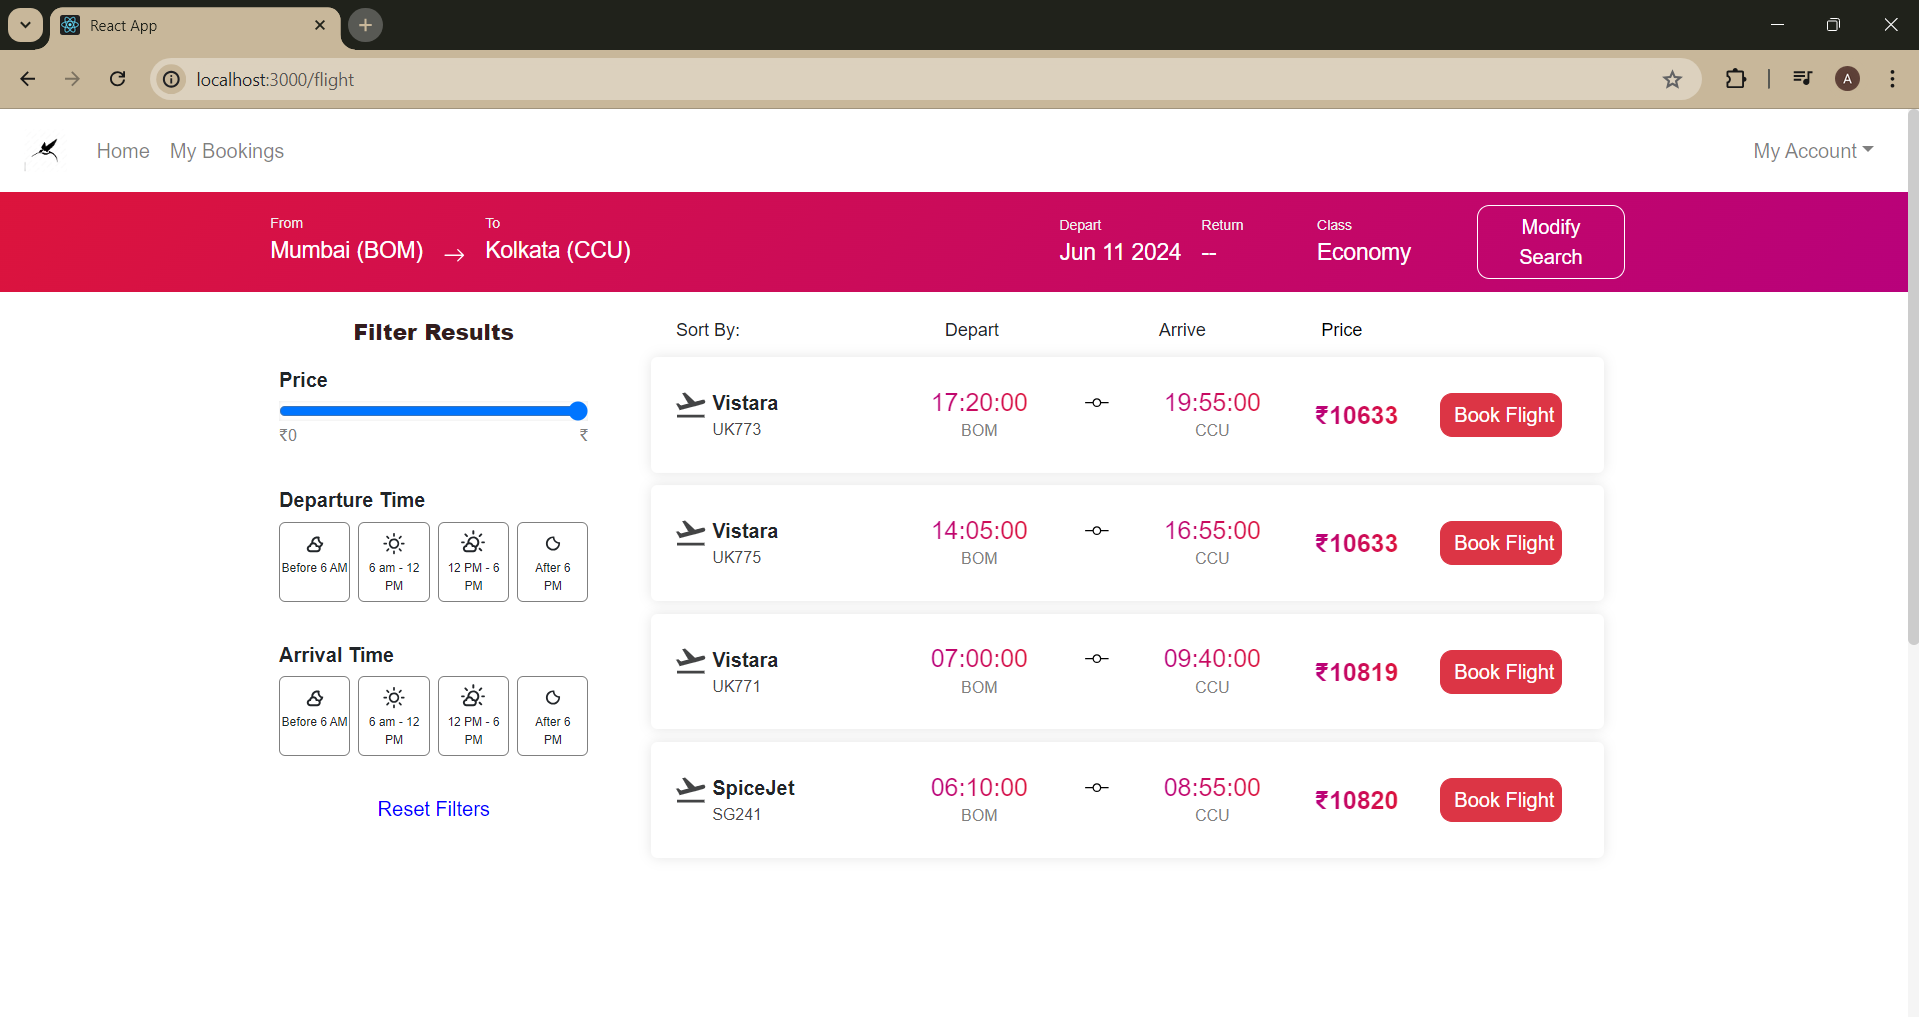 React App
localhost:3000/flight
A
Home My Bookings My Account
From To Depart Return Class
Mumbai (BOM) → Kolkata (CCU) Jun 11 2024 -- Economy
Modify
Search
Filter Results
Price
₹0 ₹
Departure Time
Before 6 AM
6 am - 12
PM
12 PM - 6
PM
After 6
PM
Arrival Time
Before 6 AM
6 am - 12
PM
12 PM - 6
PM
After 6
PM
Reset Filters
Sort By: Depart Arrive Price
Vistara 17:20:00 19:55:00 ₹10633 Book Flight
UK773 BOM CCU
Vistara 14:05:00 16:55:00 ₹10633 Book Flight
UK775 BOM CCU
Vistara 07:00:00 09:40:00 ₹10819 Book Flight
UK771 BOM CCU
SpiceJet 06:10:00 08:55:00 ₹10820 Book Flight
SG241 BOM CCU